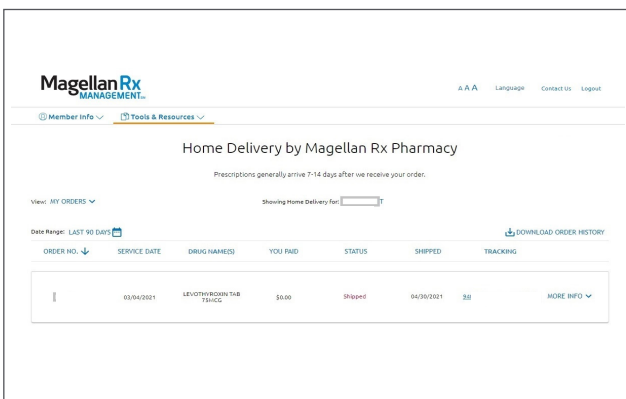 Magellan Rx
MANAGEMENT
A A A Language Contact Us Logout
Member Info Tools & Resources
Home Delivery by Magellan Rx Pharmacy
Prescriptions generally arrive 7-14 days after we receive your order.
View: MY ORDERS Showing Home Delivery for: T
Date Range: LAST 90 DAYS DOWNLOAD ORDER HISTORY
ORDER NO. SERVICE DATE DRUG NAME(S) YOU PAID STATUS SHIPPED TRACKING
03/04/2021 LEVOTHYROXIN TAB $0.00 Shipped 04/30/2021 MORE INFO
75MCG